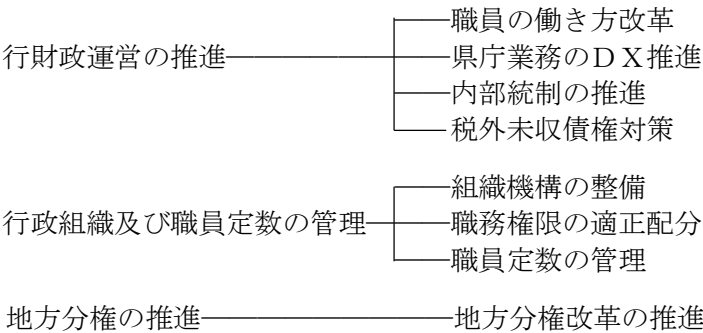 職員の働き方改革
行財政運営の推進 県庁業務のＤＸ推進
内部統制の推進
税外未収債権対策
組織機構の整備
行政組織及び職員定数の管理 職務権限の適正配分
職員定数の管理
地方分権の推進 地方分権改革の推進